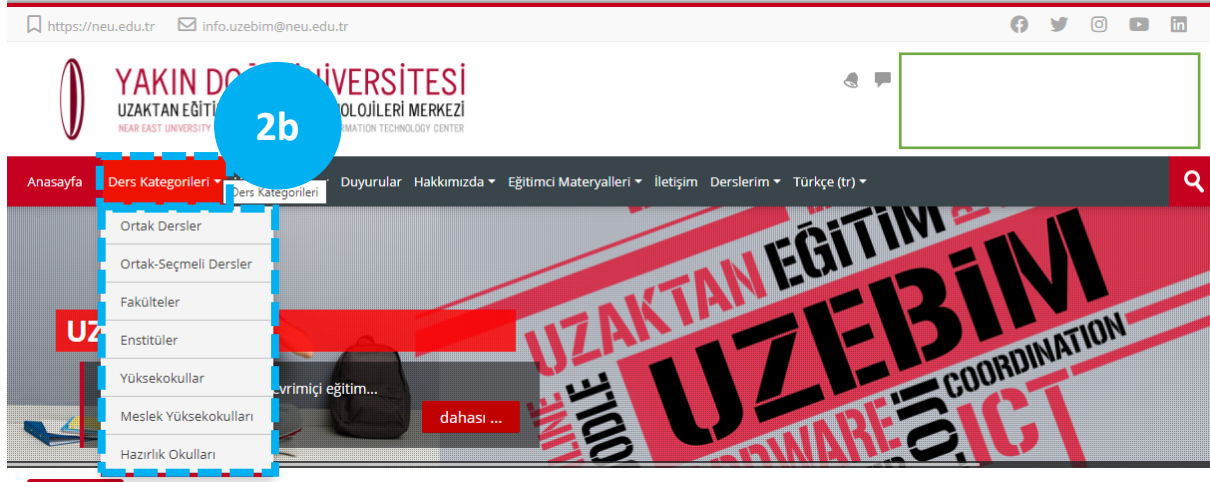 https://neu.edu.tr info.uzebim@neu.edu.tr
YAKIN DOĞU ÜNİVERSİTESİ
UZAKTAN EĞİTİ OLOJİLERİ MERKEZİ
NEAR EAST UNIVERSITY RMATION TECHNOLOGY CENTER
2b
Anasayfa Ders Kategorileri Duyurular Hakkımızda Eğitimci Materyalleri İletişim Derslerim Türkçe (tr)
Ders Kategorileri
Ortak Dersler
Ortak-Seçmeli Dersler
Fakülteler
Enstitüler
Yüksekokullar
Meslek Yüksekokulları
Hazırlık Okulları
UZ
evrimiçi eğitim...
dahası ...
UZAKTAN EĞİTİM
UZEBİM
COORDINATION
ICT